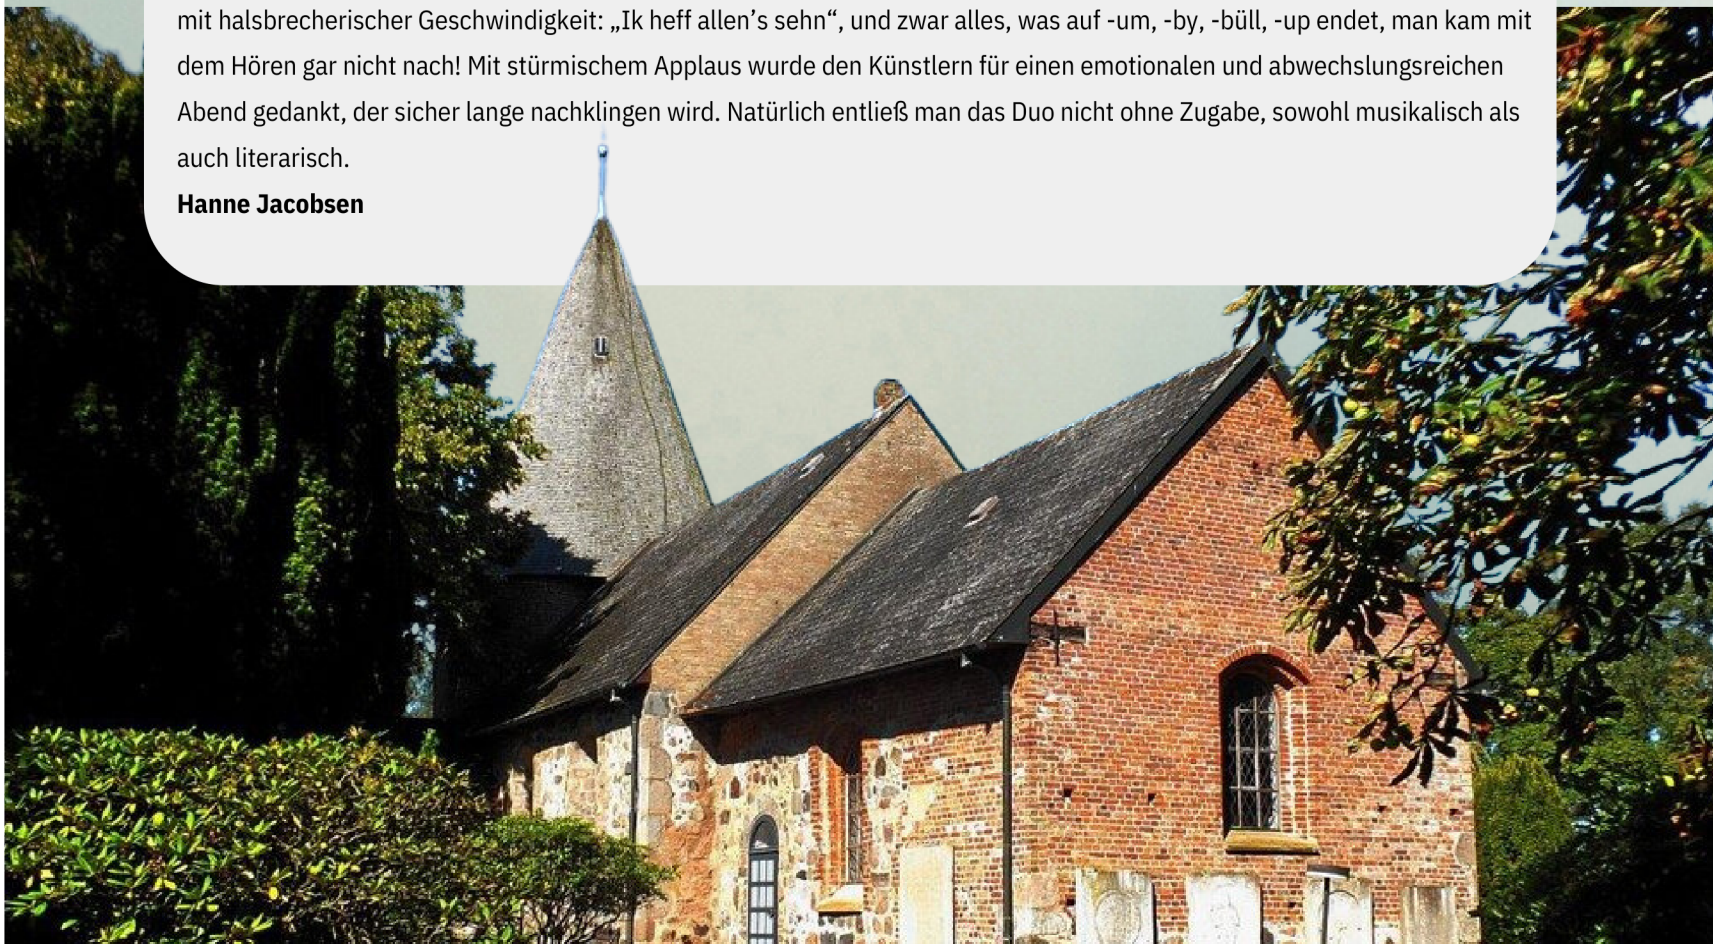 mit halsbrecherischer Geschwindigkeit: „Ik heff allen’s sehn“, und zwar alles, was auf -um, -by, -büll, -up endet, man kam mit
dem Hören gar nicht nach! Mit stürmischem Applaus wurde den Künstlern für einen emotionalen und abwechslungsreichen
Abend gedankt, der sicher lange nachklingen wird. Natürlich entließ man das Duo nicht ohne Zugabe, sowohl musikalisch als
auch literarisch.
Hanne Jacobsen